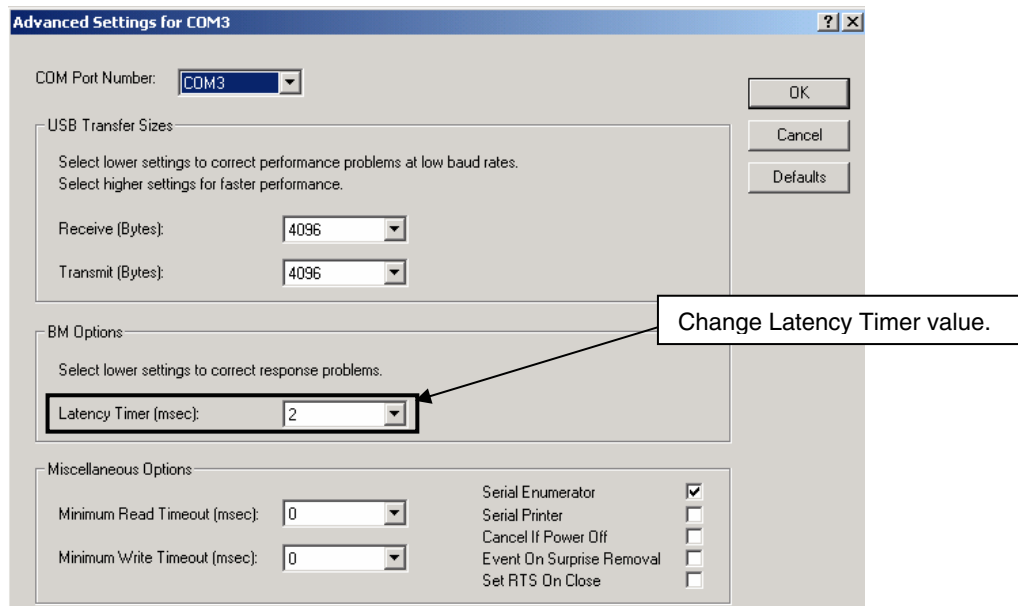 Advanced Settings for COM3
COM Port Number: COM3
OK
Cancel
Defaults
USB Transfer Sizes
Select lower settings to correct performance problems at low baud rates.
Select higher settings for faster performance.
Receive (Bytes): 4096
Transmit (Bytes): 4096
Change Latency Timer value.
BM Options
Select lower settings to correct response problems.
Latency Timer (msec): 2
Miscellaneous Options
Minimum Read Timeout (msec): 0
Minimum Write Timeout (msec): 0
Serial Enumerator
Serial Printer
Cancel If Power Off
Event On Surprise Removal
Set RTS On Close